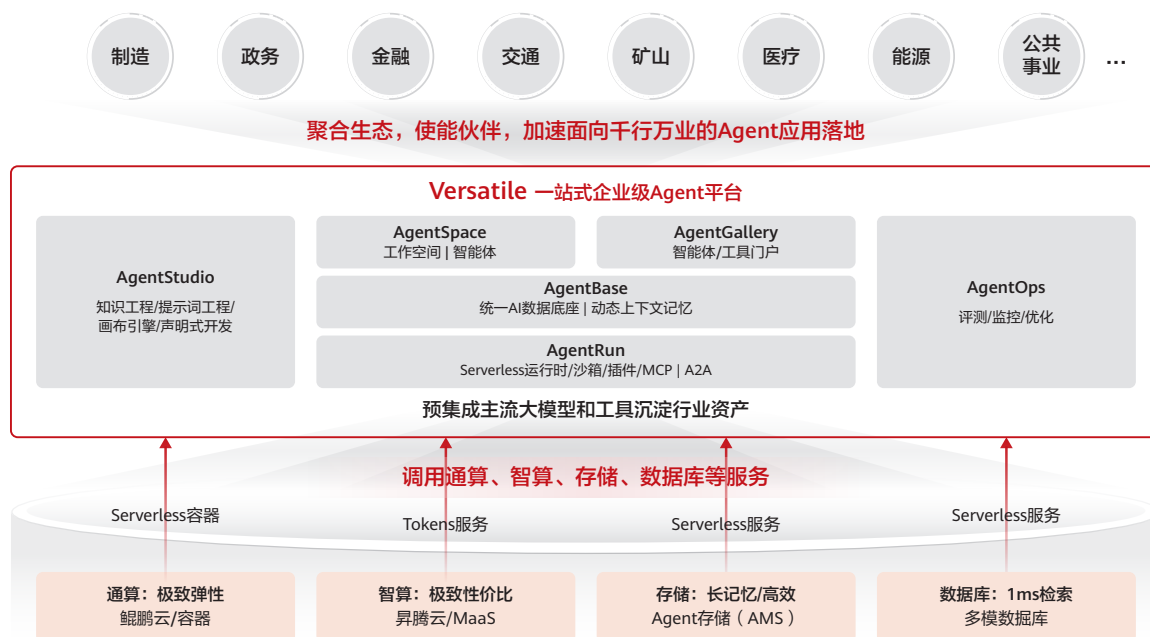 制造
政务
金融
交通
矿山
医疗
能源
公共
事业
...
聚合生态，使能伙伴，加速面向千行万业的Agent应用落地
Versatile 一站式企业级Agent平台
AgentStudio
知识工程/提示词工程/
画布引擎/声明式开发
AgentSpace
工作空间 | 智能体
AgentGallery
智能体/工具门户
AgentBase
统一AI数据底座 | 动态上下文记忆
AgentRun
Serverless运行时/沙箱/插件/MCP | A2A
AgentOps
评测/监控/优化
预集成主流大模型和工具沉淀行业资产
调用通算、智算、存储、数据库等服务
Serverless容器
Tokens服务
Serverless服务
Serverless服务
通算：极致弹性
鲲鹏云/容器
智算：极致性价比
昇腾云/MaaS
存储：长记忆/高效
Agent存储（AMS）
数据库：1ms检索
多模数据库